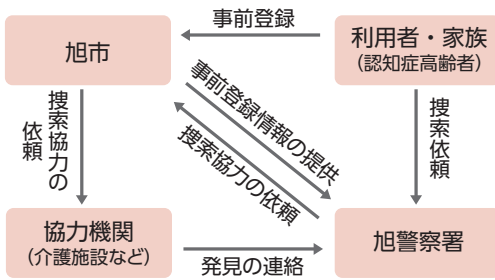 事前登録
旭市
利用者・家族
(認知症高齢者)
事前登録情報の提供
捜索協力の依頼
捜索協力の
依頼
捜索依頼
協力機関
(介護施設など)
発見の連絡
旭警察署